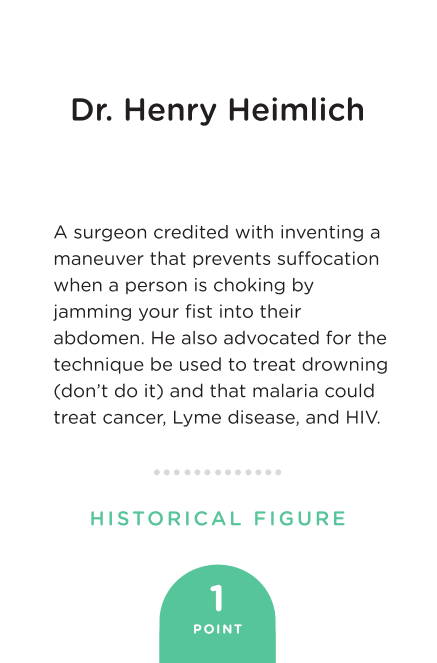 Dr. Henry Heimlich
A surgeon credited with inventing a
maneuver that prevents suffocation
when a person is choking by
jamming your fist into their
abdomen. He also advocated for the
technique be used to treat drowning
(don’t do it) and that malaria could
treat cancer, Lyme disease, and HIV.
HISTORICAL FIGURE
1
POINT